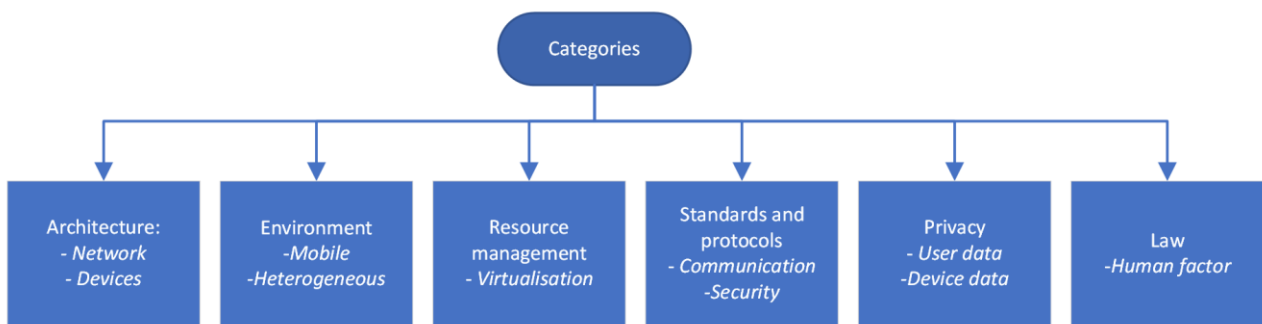 Categories
Architecture:
- Network
- Devices
Environment
-Mobile
-Heterogeneous
Resource
management
- Virtualisation
Standards and
protocols
- Communication
-Security
Privacy
- User data
-Device data
Law
-Human factor